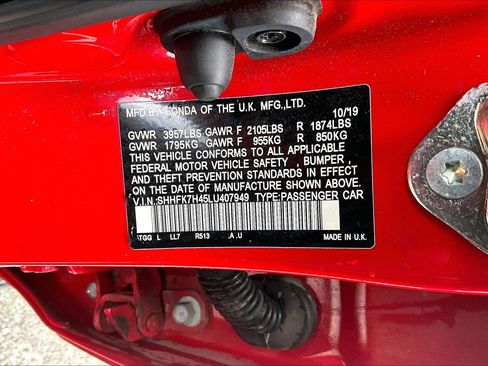 MFD. BY HONDA OF THE U.K. MFG.,LTD. 10/19
GVWR 3957LBS GAWR F 2105LBS R 1874LBS
GVWR 1795KG GAWR F 955KG R 850KG
THIS VEHICLE CONFORMS TO ALL APPLICABLE
FEDERAL MOTOR VEHICLE SAFETY , BUMPER ,
AND THEFT PREVENTION STANDARDS IN EFFECT
ON THE DATE OF MANUFACTURE SHOWN ABOVE.
V.I.N.:SHHFK7H45LU407949 TYPE:PASSENGER CAR
TGG L LL7 R513 .A.U MADE IN U.K.